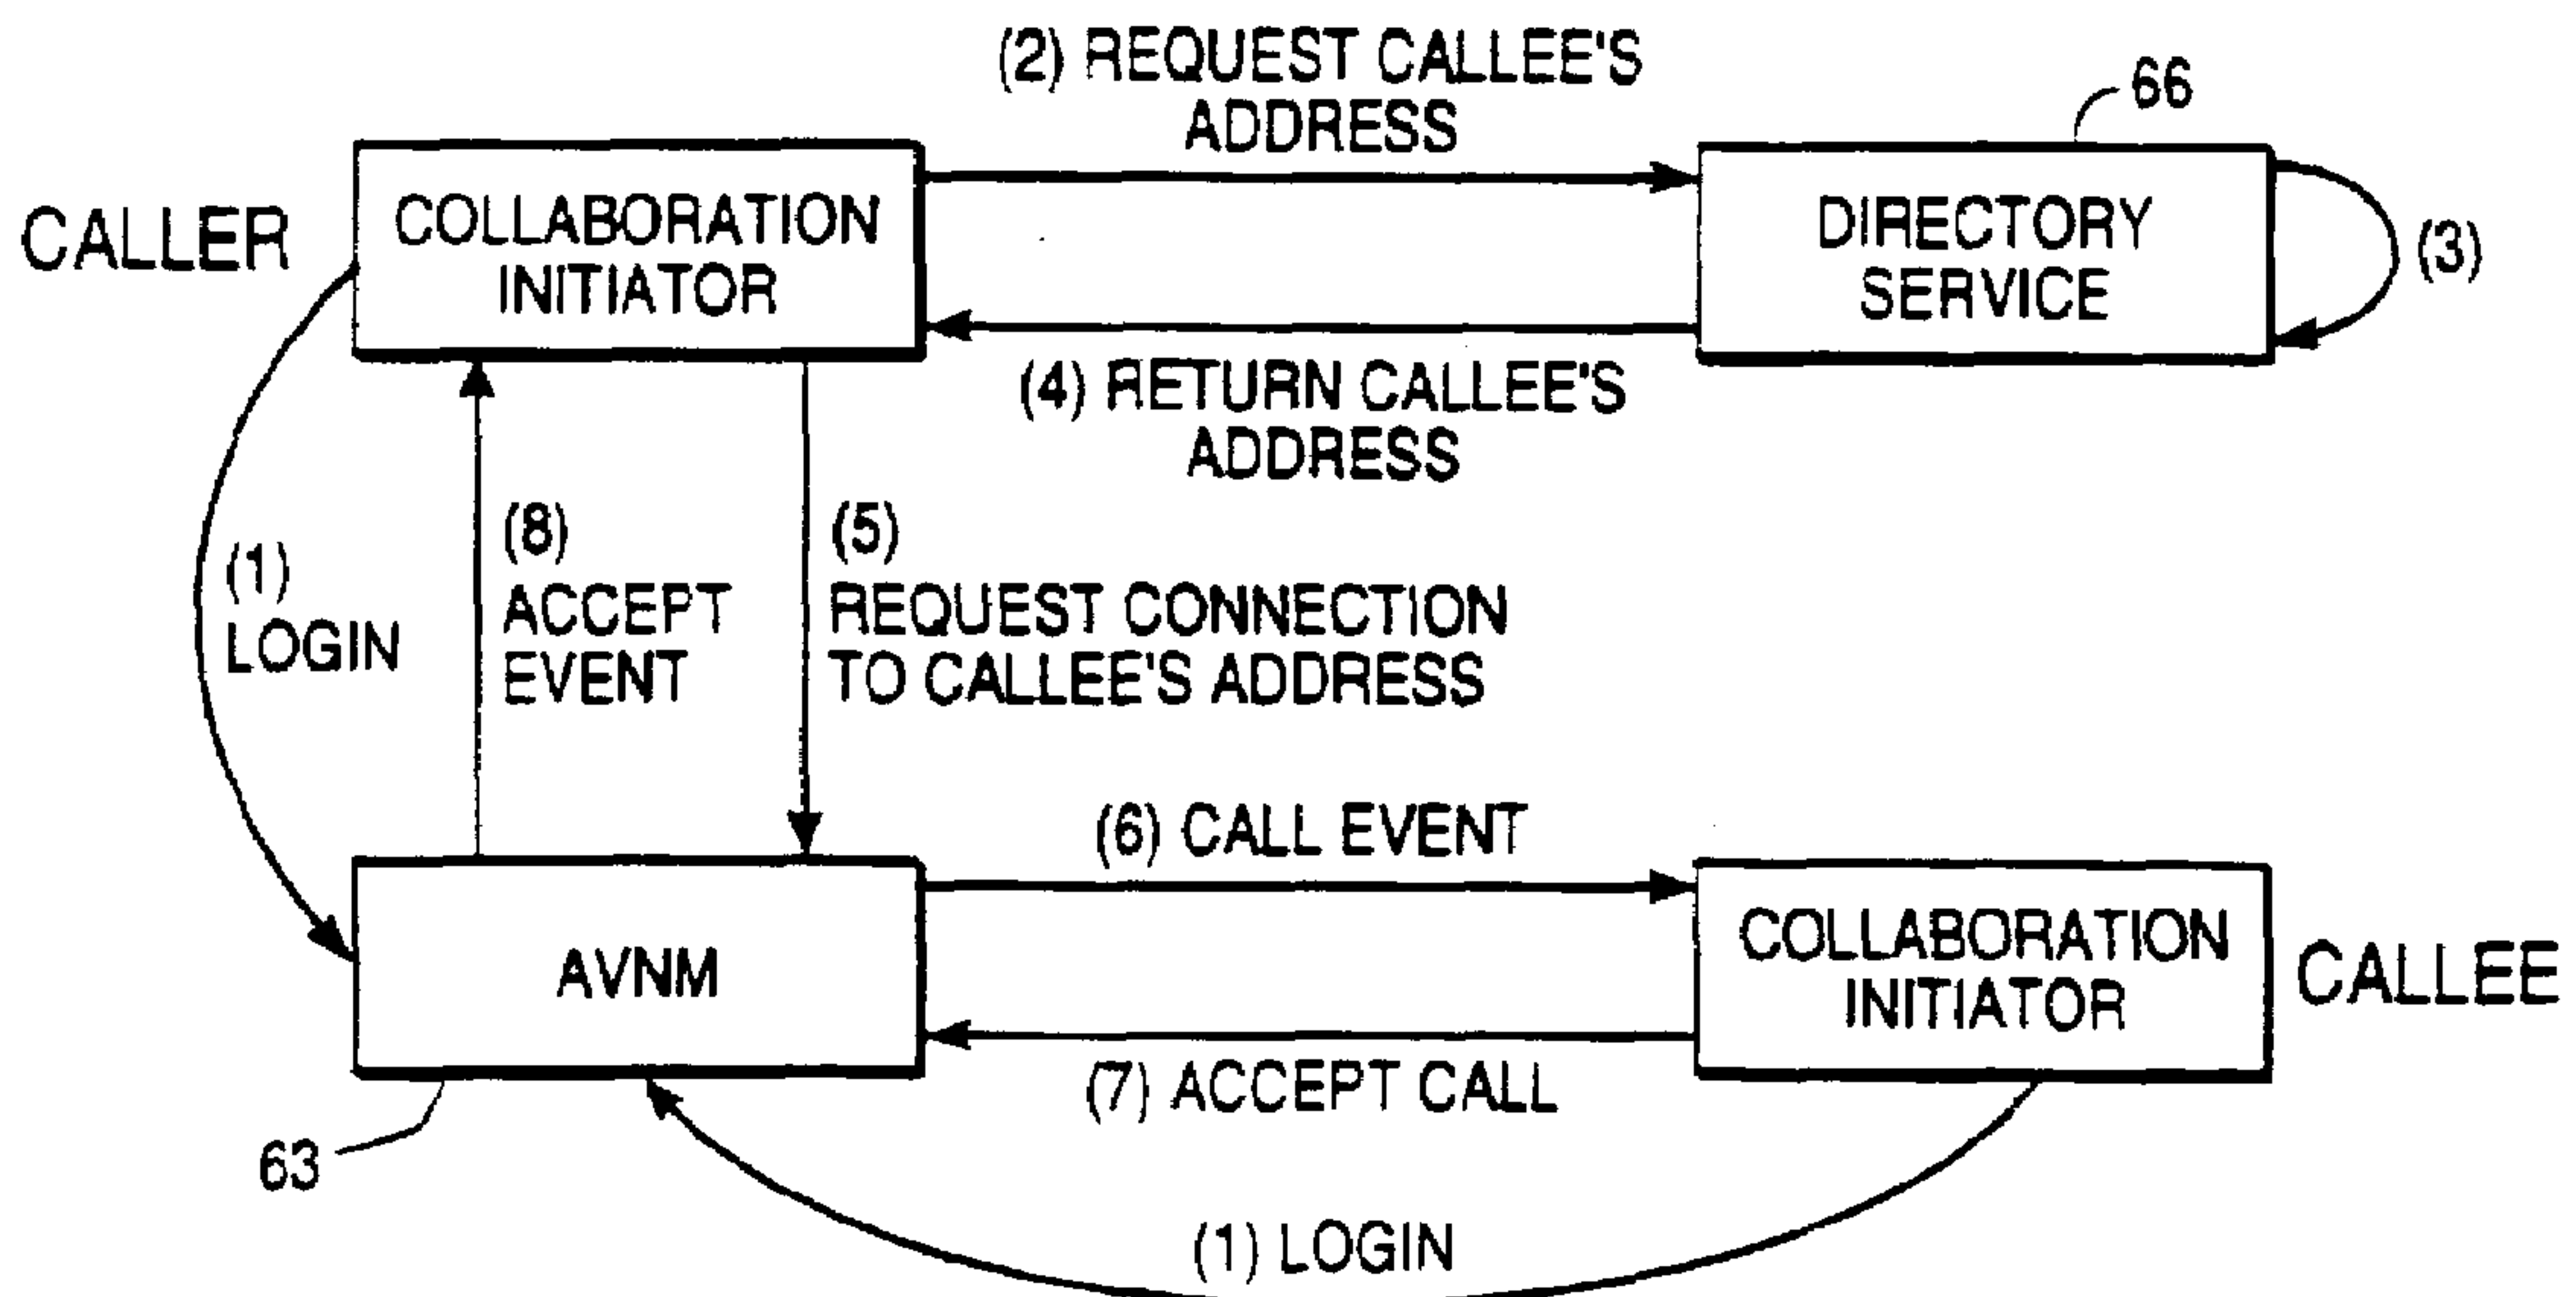 (2) REQUEST CALLEE'S
ADDRESS
66
CALLER
COLLABORATION
INITIATOR
DIRECTORY
SERVICE
(3)
(4) RETURN CALLEE'S
ADDRESS
(1)
LOGIN
(8)
ACCEPT
EVENT
(5)
REQUEST CONNECTION
TO CALLEE'S ADDRESS
(6) CALL EVENT
AVNM
COLLABORATION
INITIATOR
CALLEE
(7) ACCEPT CALL
63
(1) LOGIN